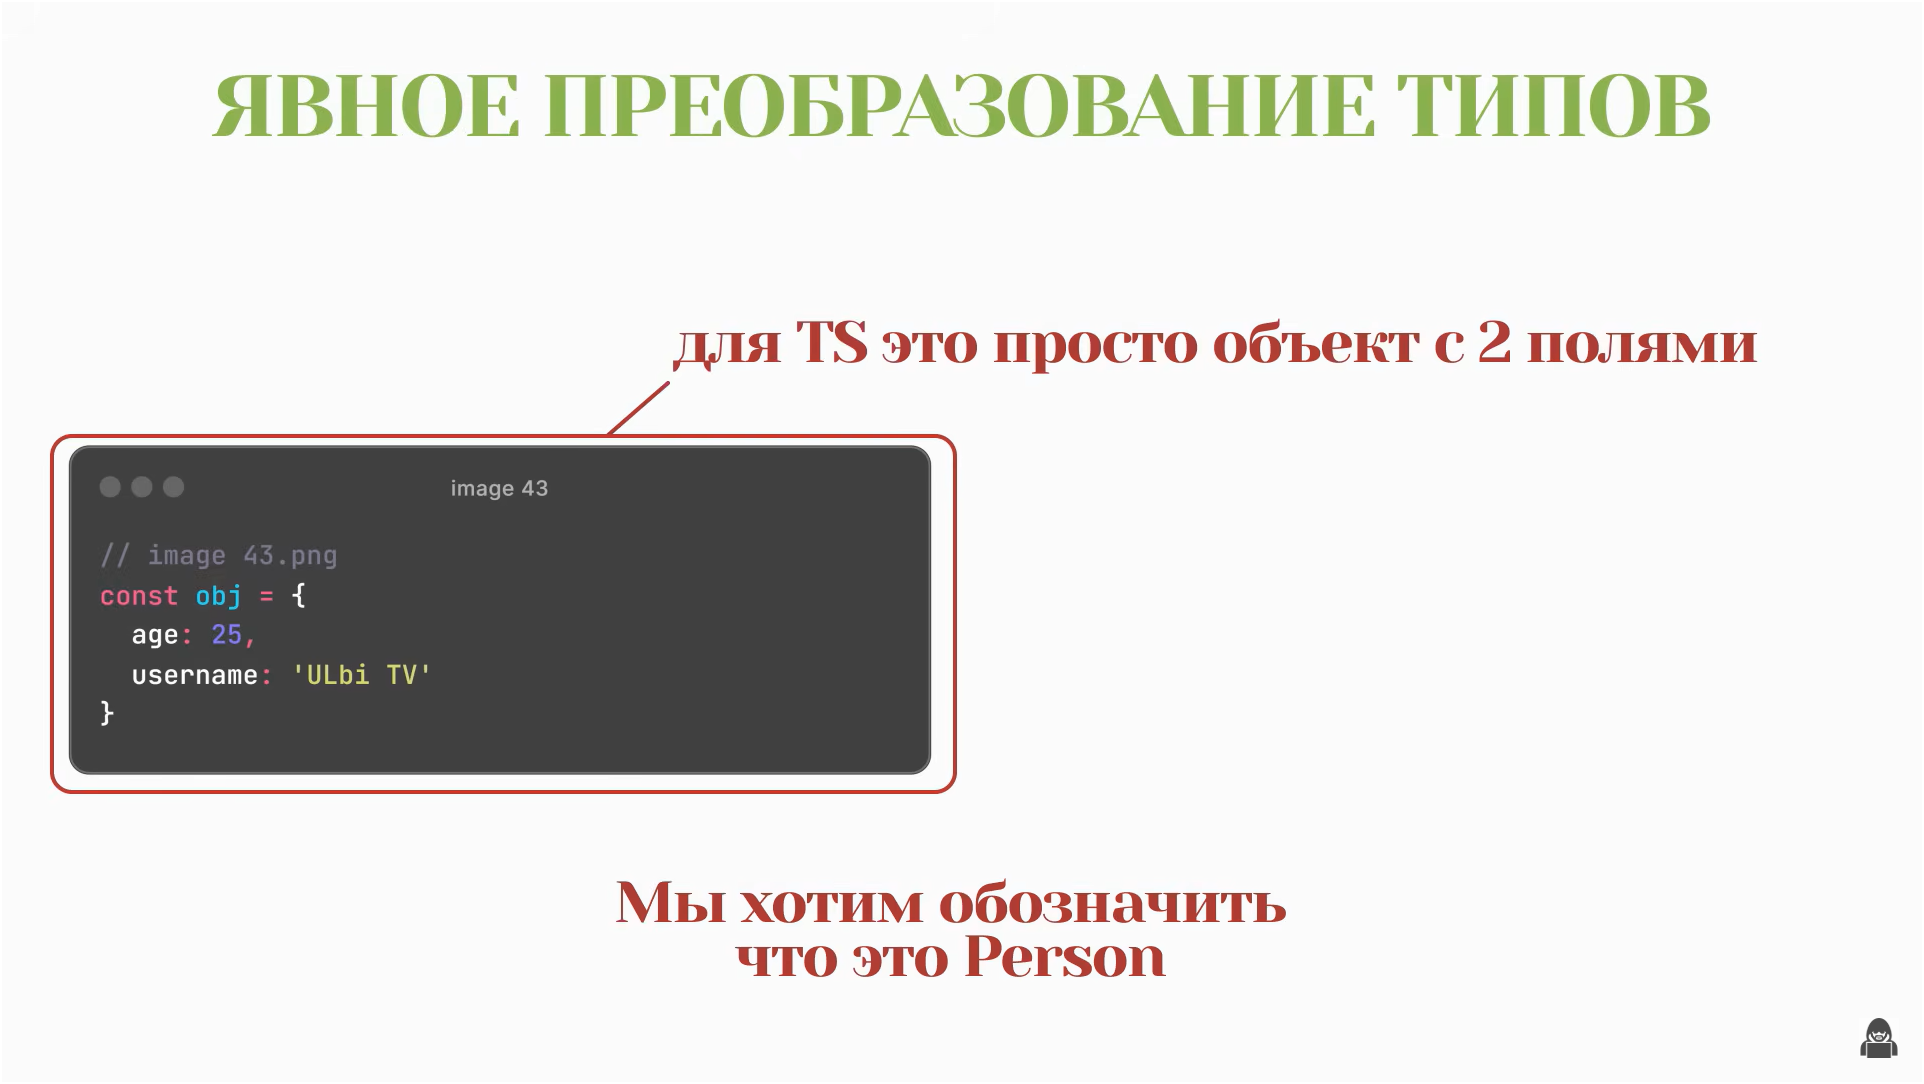 ЯВНОЕ ПРЕОБРАЗОВАНИЕ ТИПОВ
для TS это просто объект с 2 полями
image 43
// image 43.png
const obj = {
  age: 25,
  username: 'ULbi TV'
}
Мы хотим обозначить
что это Person